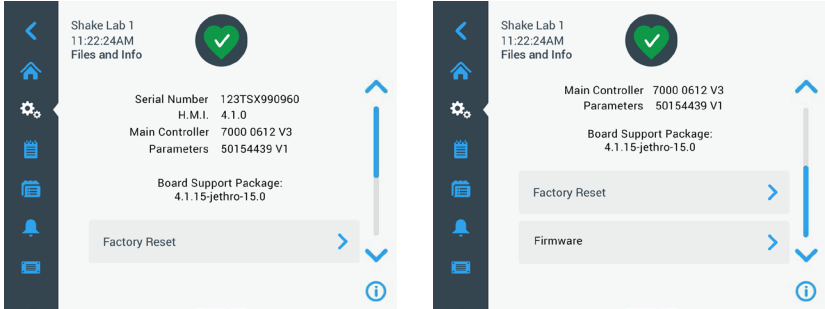 Shake Lab 1
11:22:24AM
Files and Info
Serial Number 123TSX990960
H.M.I. 4.1.0
Main Controller 7000 0612 V3
Parameters 50154439 V1
Board Support Package:
4.1.15-jethro-15.0
Factory Reset
Shake Lab 1
11:22:24AM
Files and Info
Main Controller 7000 0612 V3
Parameters 50154439 V1
Board Support Package:
4.1.15-jethro-15.0
Factory Reset
Firmware